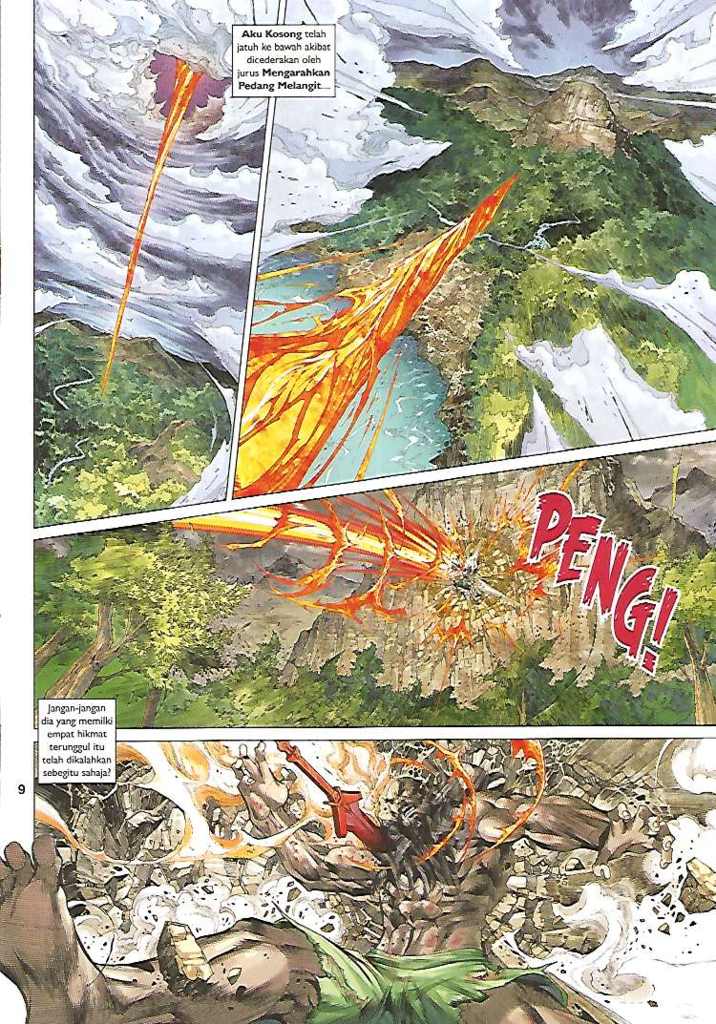 Aku Kosong telah
jatuh ke bawah akibat
dicederakan oleh
jurus Mengarahkan
Pedang Melangit....
PENG!
Jangan-jangan
dia yang memilki
empat hikmat
terunggul itu
telah dikalahkan
sebegitu sahaja?
9